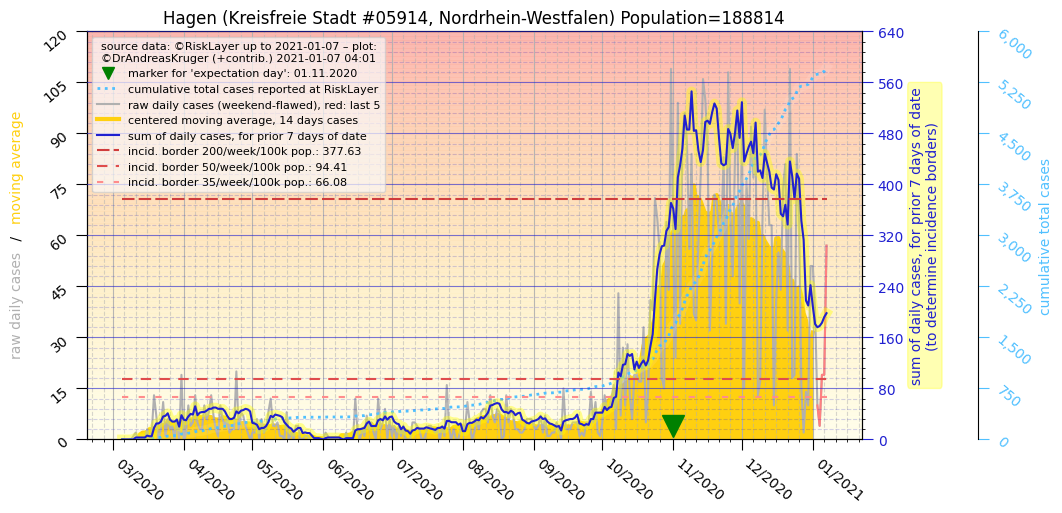 Hagen (Kreisfreie Stadt #05914, Nordrhein-Westfalen) Population=188814
source data: ©RiskLayer up to 2021-01-07 – plot:
©DrAndreasKruger (+contrib.) 2021-01-07 04:01
marker for 'expectation day': 01.11.2020
cumulative total cases reported at RiskLayer
raw daily cases (weekend-flawed), red: last 5
centered moving average, 14 days cases
sum of daily cases, for prior 7 days of date
incid. border 200/week/100k pop.: 377.63
incid. border 50/week/100k pop.: 94.41
incid. border 35/week/100k pop.: 66.08
raw daily cases / moving average
120
105
90
75
60
45
30
15
0
03/2020
04/2020
05/2020
06/2020
07/2020
08/2020
09/2020
10/2020
11/2020
12/2020
01/2021
640
560
480
400
320
240
160
80
0
sum of daily cases, for prior 7 days of date
(to determine incidence borders)
6,000
5,250
4,500
3,750
3,000
2,250
1,500
750
0
cumulative total cases